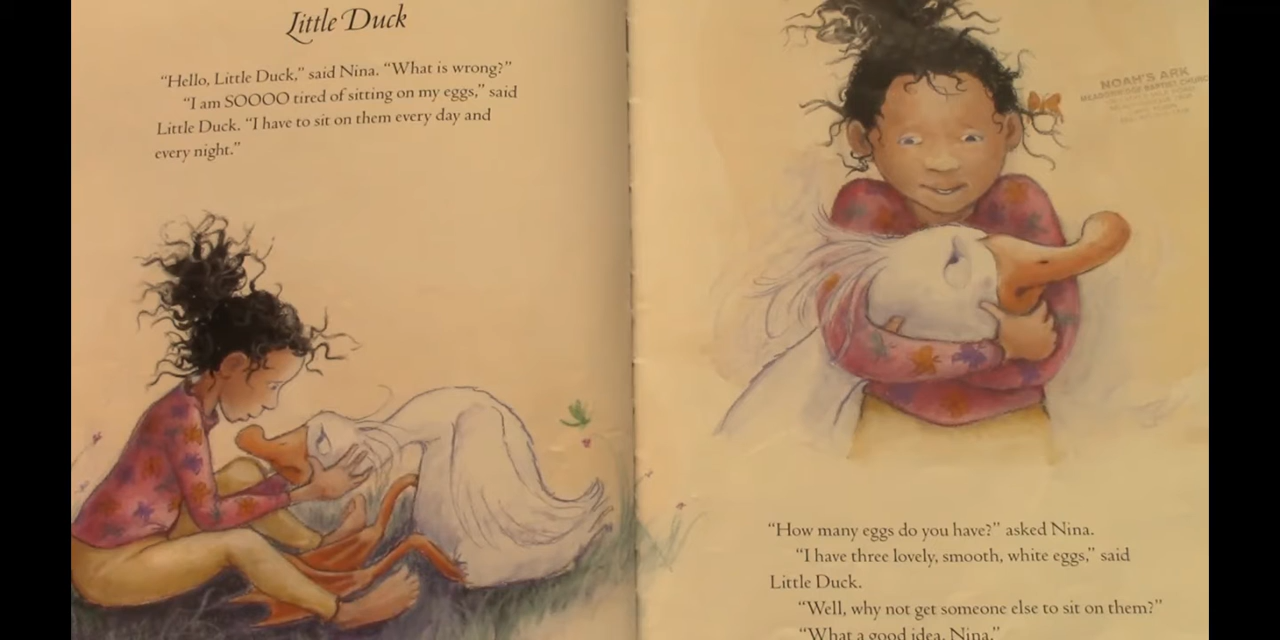 Little Duck
“Hello, Little Duck,” said Nina. “What is wrong?”
“I am SOOOO tired of sitting on my eggs,” said
Little Duck. “I have to sit on them every day and
every night.”
NOAH'S ARK
BAPTIST CHURCH
“How many eggs do you have?” asked Nina.
“I have three lovely, smooth, white eggs,” said
Little Duck.
“Well, why not get someone else to sit on them?”
“What a good idea, Nina.”